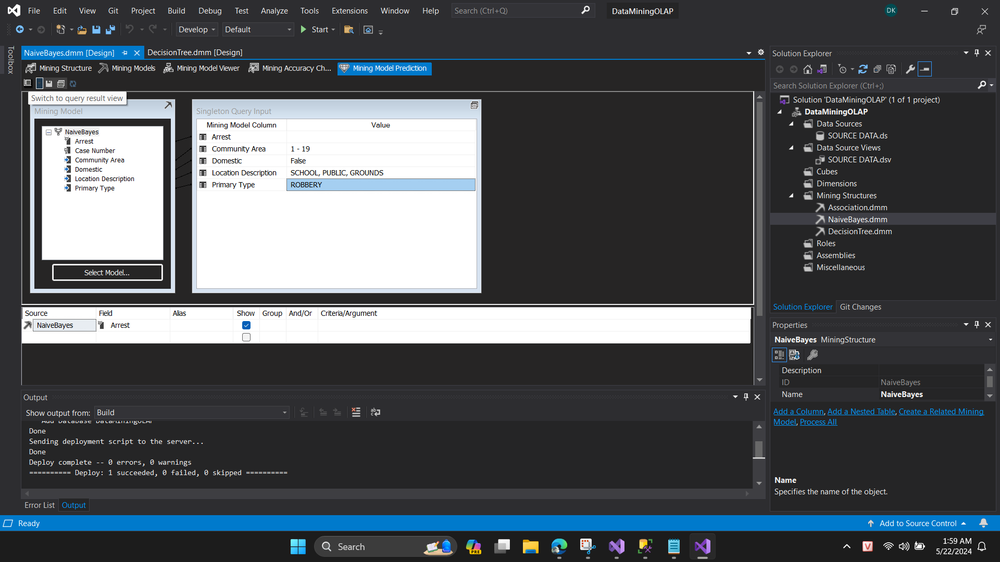 File Edit View Git Project Build Debug Test Analyze Tools Extensions Window Help Search (Ctrl+Q) DataMiningOLAP DK
Develop Default Start
Toolbox
NaiveBayes.dmm [Design] DecisionTree.dmm [Design]
Mining Structure Mining Models Mining Model Viewer Mining Accuracy Ch... Mining Model Prediction
Switch to query result view
Mining Model
NaiveBayes
Arrest
Case Number
Community Area
Domestic
Location Description
Primary Type
Select Model...
Singleton Query Input
Mining Model Column Value
Arrest
Community Area 1 - 19
Domestic False
Location Description SCHOOL, PUBLIC, GROUNDS
Primary Type ROBBERY
Source Field Alias Show Group And/Or Criteria/Argument
NaiveBayes Arrest
Output
Show output from: Build
Add DataBase DataMiningOLAP
Done
Sending deployment script to the server...
Done
Deploy complete -- 0 errors, 0 warnings
========== Deploy: 1 succeeded, 0 failed, 0 skipped ==========
Error List Output
Solution Explorer
Search Solution Explorer (Ctrl+;)
Solution 'DataMiningOLAP' (1 of 1 project)
DataMiningOLAP
Data Sources
SOURCE DATA.ds
Data Source Views
SOURCE DATA.dsv
Cubes
Dimensions
Mining Structures
Association.dmm
NaiveBayes.dmm
DecisionTree.dmm
Roles
Assemblies
Miscellaneous
Solution Explorer Git Changes
Properties
NaiveBayes MiningStructure
Description
ID NaiveBayes
Name NaiveBayes
Add a Column, Add a Nested Table, Create a Related Mining
Model, Process All
Name
Specifies the name of the object.
Ready Add to Source Control
Search PRE V 1:59 AM
5/22/2024